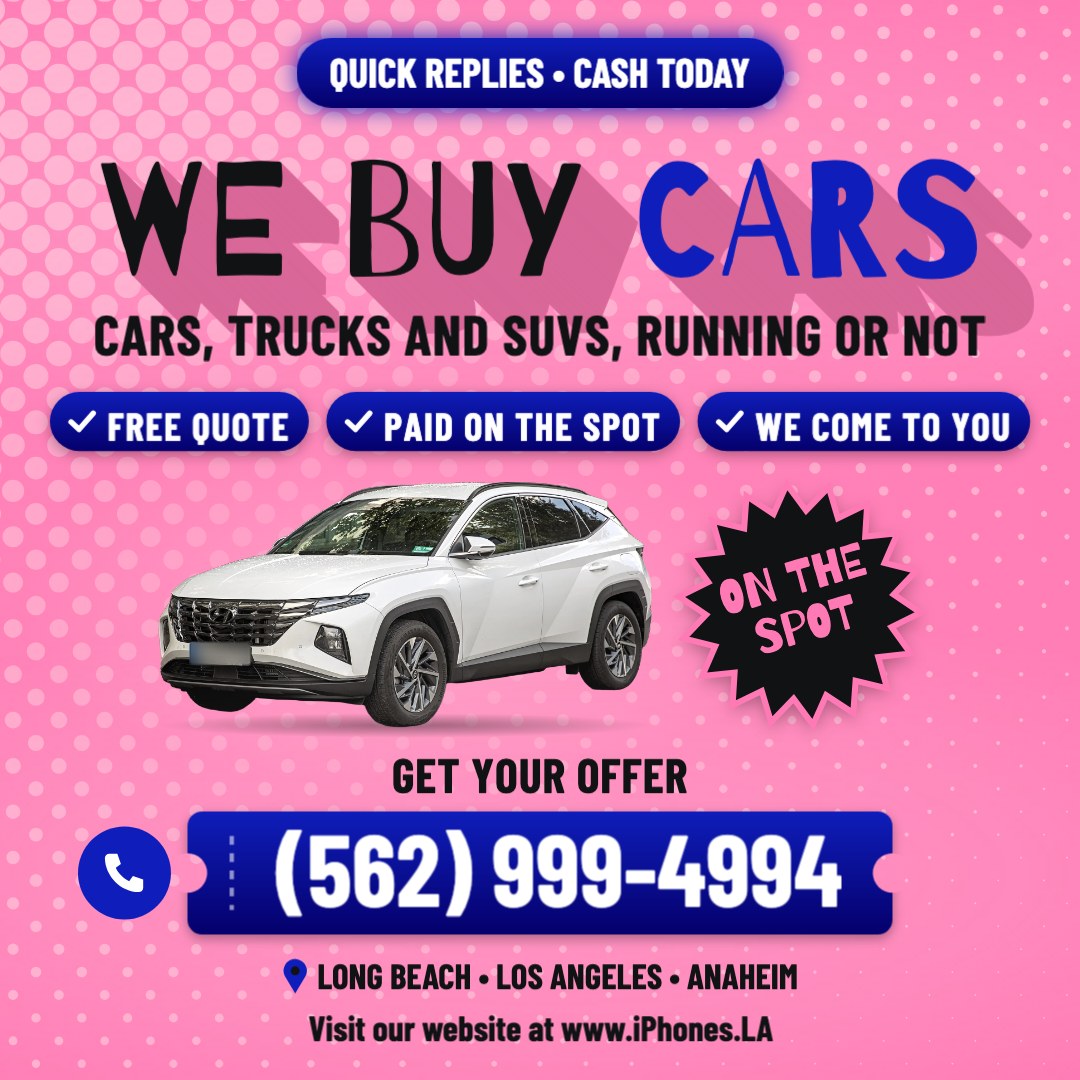 QUICK REPLIES • CASH TODAY
WE BUY CARS
CARS, TRUCKS AND SUVS, RUNNING OR NOT
FREE QUOTE
PAID ON THE SPOT
WE COME TO YOU
ON THE
SPOT
GET YOUR OFFER
(562) 999-4994
LONG BEACH • LOS ANGELES • ANAHEIM
Visit our website at www.iPhones.LA